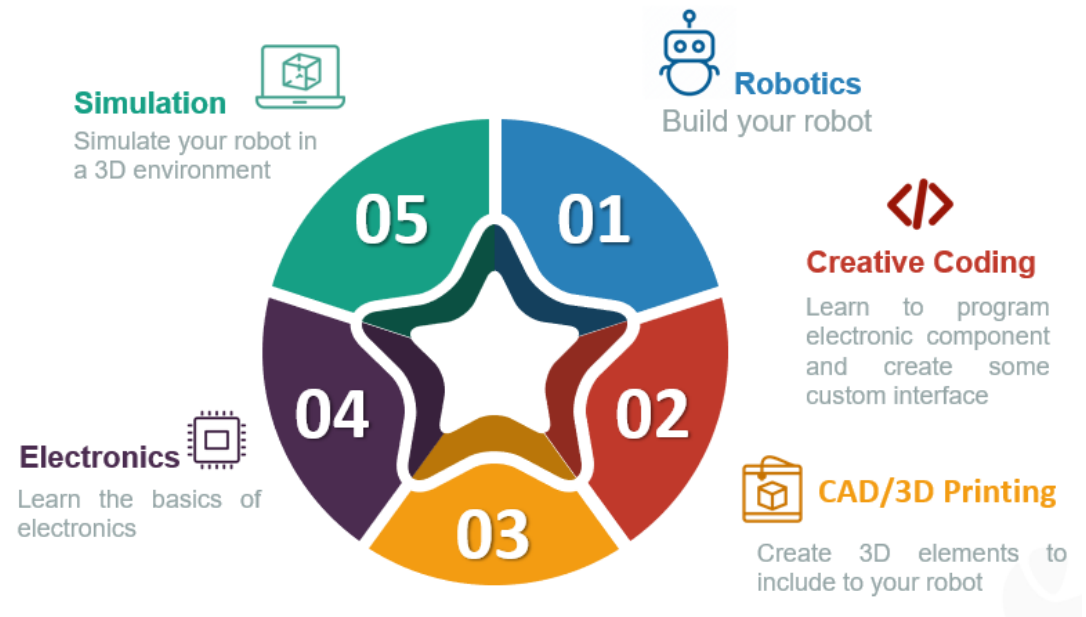 Robotics
Build your robot
01
Creative Coding
Learn to program
electronic component
and create some
custom interface
02
CAD/3D Printing
Create 3D elements to
include to your robot
03
Electronics
Learn the basics of
electronics
04
Simulation
Simulate your robot in
a 3D environment
05